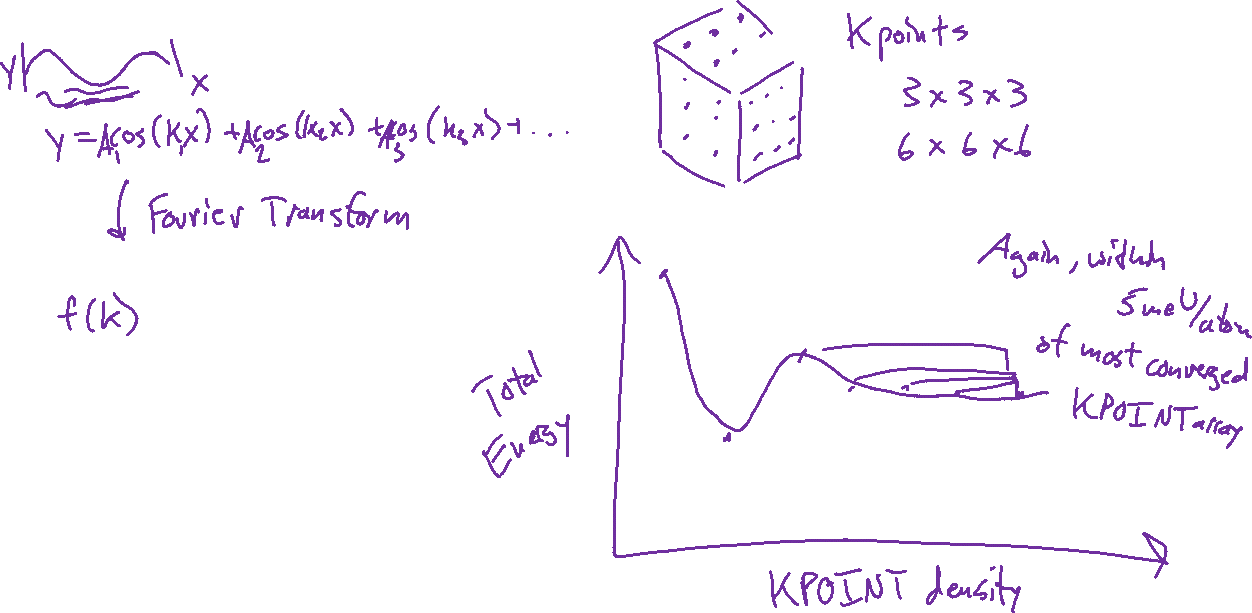 y
x
y = A₁cos(k₁x) + A₂cos(k₂x) + A₃cos(k₃x) + ...
Fourier Transform
f(k)
Kpoints
3 x 3 x 3
6 x 6 x 6
Again, within
5 meV/atom
of most converged
KPOINT array
Total
Energy
KPOINT density